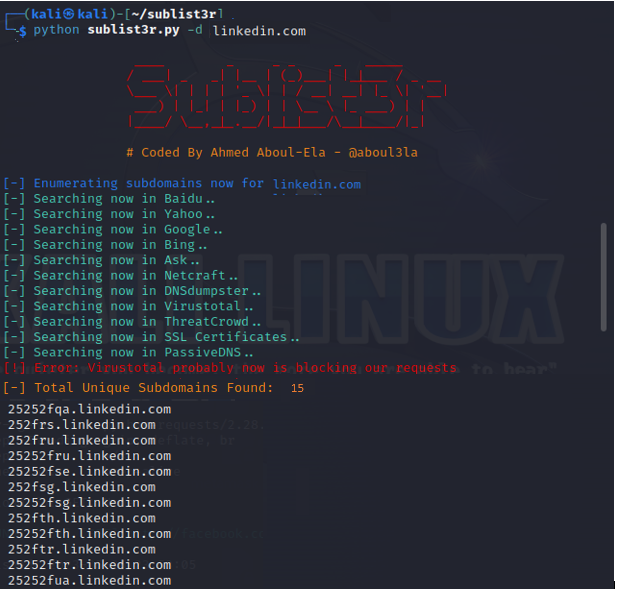 (kali㉿kali)-[~/sublist3r]
$ python sublist3r.py -d linkedin.com
Sublist3r
# Coded By Ahmed Aboul-Ela - @aboul3la
[-] Enumerating subdomains now for linkedin.com
[-] Searching now in Baidu..
[-] Searching now in Yahoo..
[-] Searching now in Google..
[-] Searching now in Bing..
[-] Searching now in Ask..
[-] Searching now in Netcraft..
[-] Searching now in DNSdumpster..
[-] Searching now in Virustotal..
[-] Searching now in ThreatCrowd..
[-] Searching now in SSL Certificates..
[-] Searching now in PassiveDNS..
[!] Error: Virustotal probably now is blocking our requests
[-] Total Unique Subdomains Found: 15
25252fqa.linkedin.com
252frs.linkedin.com
252fru.linkedin.com
25252fru.linkedin.com
25252fse.linkedin.com
252fsg.linkedin.com
25252fsg.linkedin.com
252fth.linkedin.com
25252fth.linkedin.com
252ftr.linkedin.com
25252ftr.linkedin.com
25252fua.linkedin.com